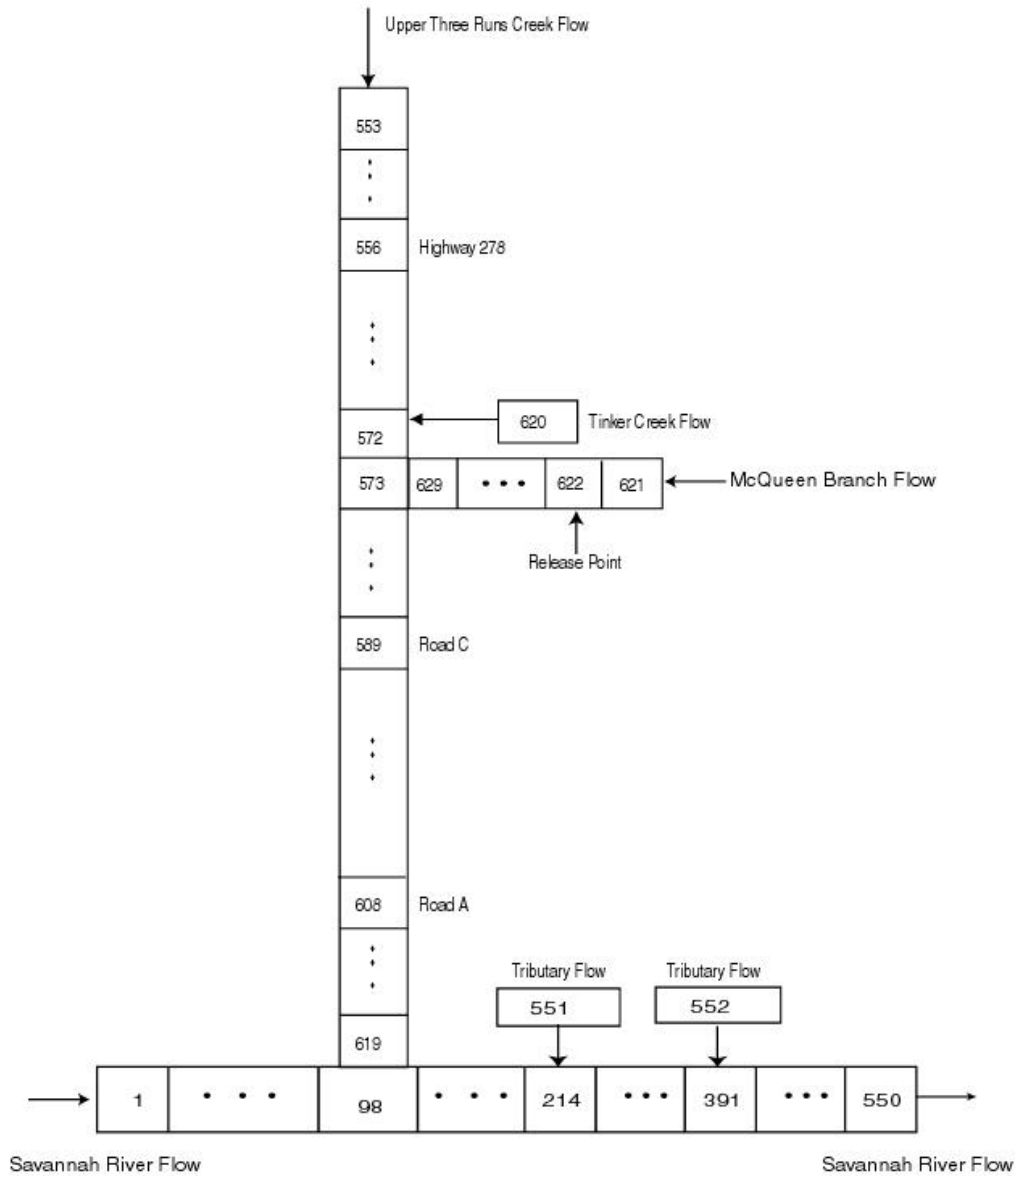 Upper Three Runs Creek Flow
553
556 Highway 278
620 Tinker Creek Flow
572
573 629 622 621 McQueen Branch Flow
Release Point
589 Road C
608 Road A
Tributary Flow Tributary Flow
551 552
619
1 98 214 391 550
Savannah River Flow Savannah River Flow